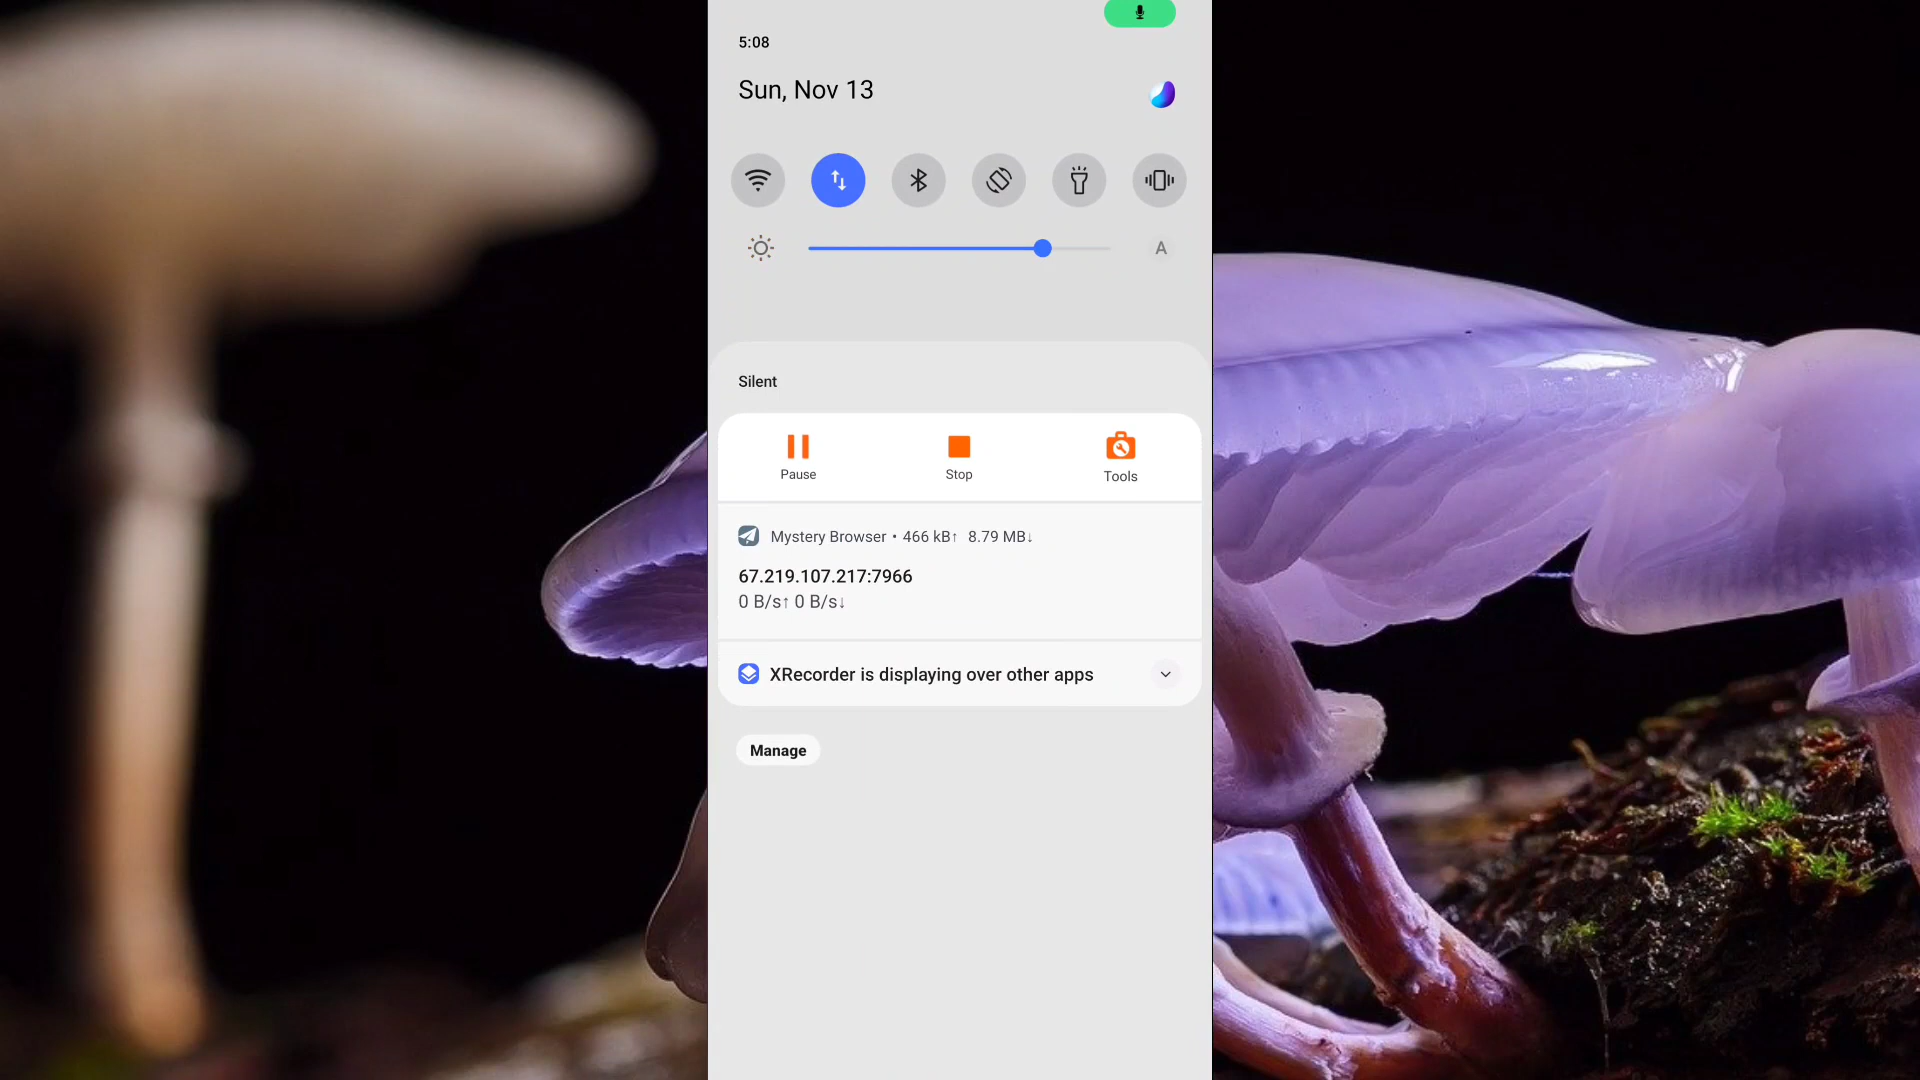 5:08
Sun, Nov 13
A
Silent
Pause
Stop
Tools
Mystery Browser • 466 kB↑ 8.79 MB↓
67.219.107.217:7966
0 B/s↑ 0 B/s↓
XRecorder is displaying over other apps
Manage